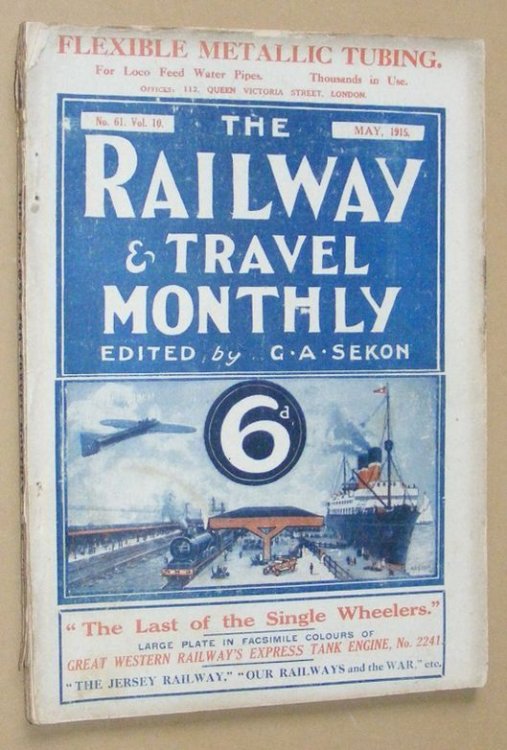 FLEXIBLE METALLIC TUBING.
For Loco Feed Water Pipes. Thousands in Use.
OFFICES: 112, QUEEN VICTORIA STREET, LONDON.
No. 61. Vol. 10.
MAY, 1915.
THE
RAILWAY
& TRAVEL
MONTHLY
EDITED by G·A·SEKON
6d.
"The Last of the Single Wheelers."
LARGE PLATE IN FACSIMILE COLOURS OF
GREAT WESTERN RAILWAY'S EXPRESS TANK ENGINE, No. 2241.
"THE JERSEY RAILWAY," "OUR RAILWAYS and the WAR," etc.